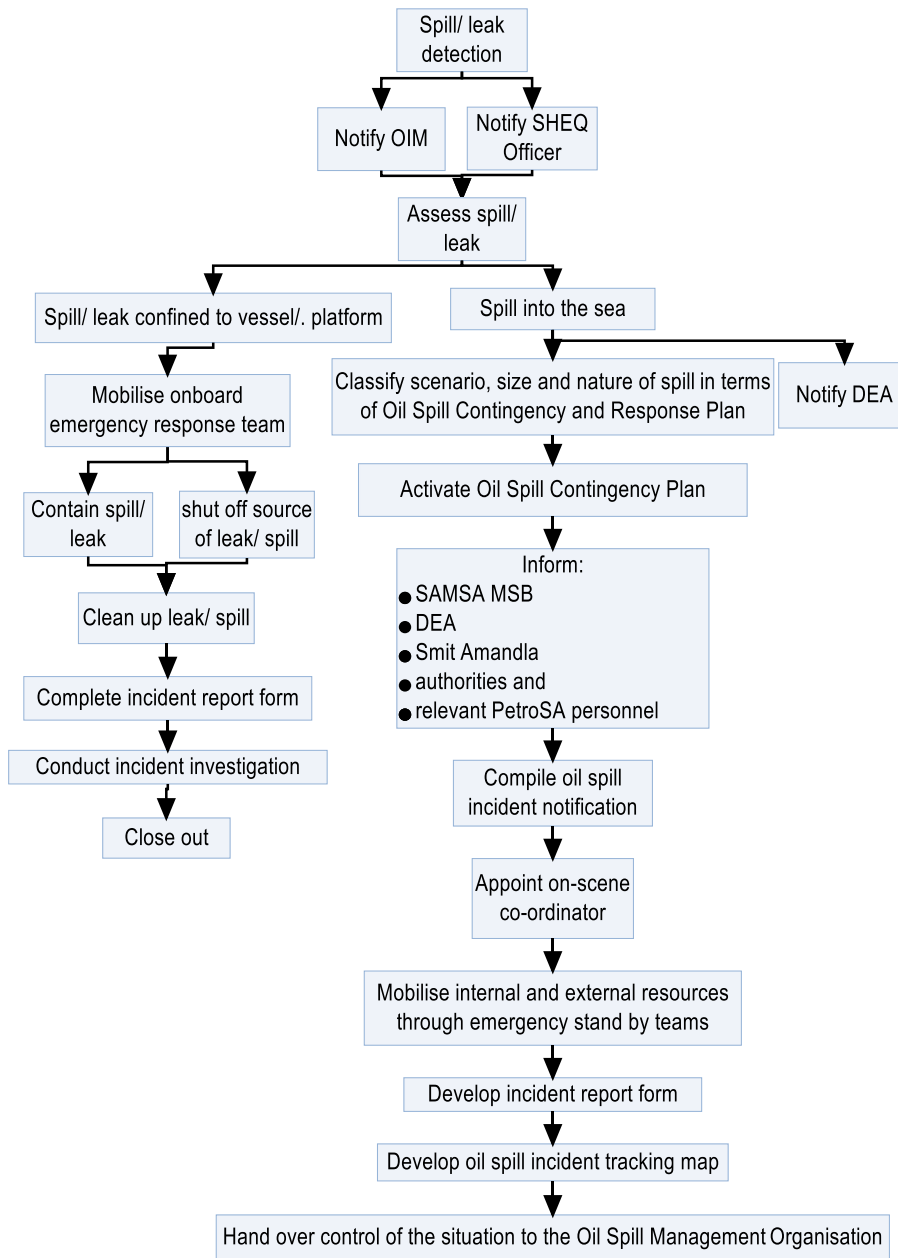 Spill/ leak
detection
Notify OIM
Notify SHEQ
Officer
Assess spill/
leak
Spill/ leak confined to vessel/. platform
Mobilise onboard
emergency response team
Contain spill/
leak
shut off source
of leak/ spill
Clean up leak/ spill
Complete incident report form
Conduct incident investigation
Close out
Spill into the sea
Classify scenario, size and nature of spill in terms
of Oil Spill Contingency and Response Plan
Notify DEA
Activate Oil Spill Contingency Plan
Inform:
● SAMSA MSB
● DEA
● Smit Amandla
● authorities and
● relevant PetroSA personnel
Compile oil spill
incident notification
Appoint on-scene
co-ordinator
Mobilise internal and external resources
through emergency stand by teams
Develop incident report form
Develop oil spill incident tracking map
Hand over control of the situation to the Oil Spill Management Organisation